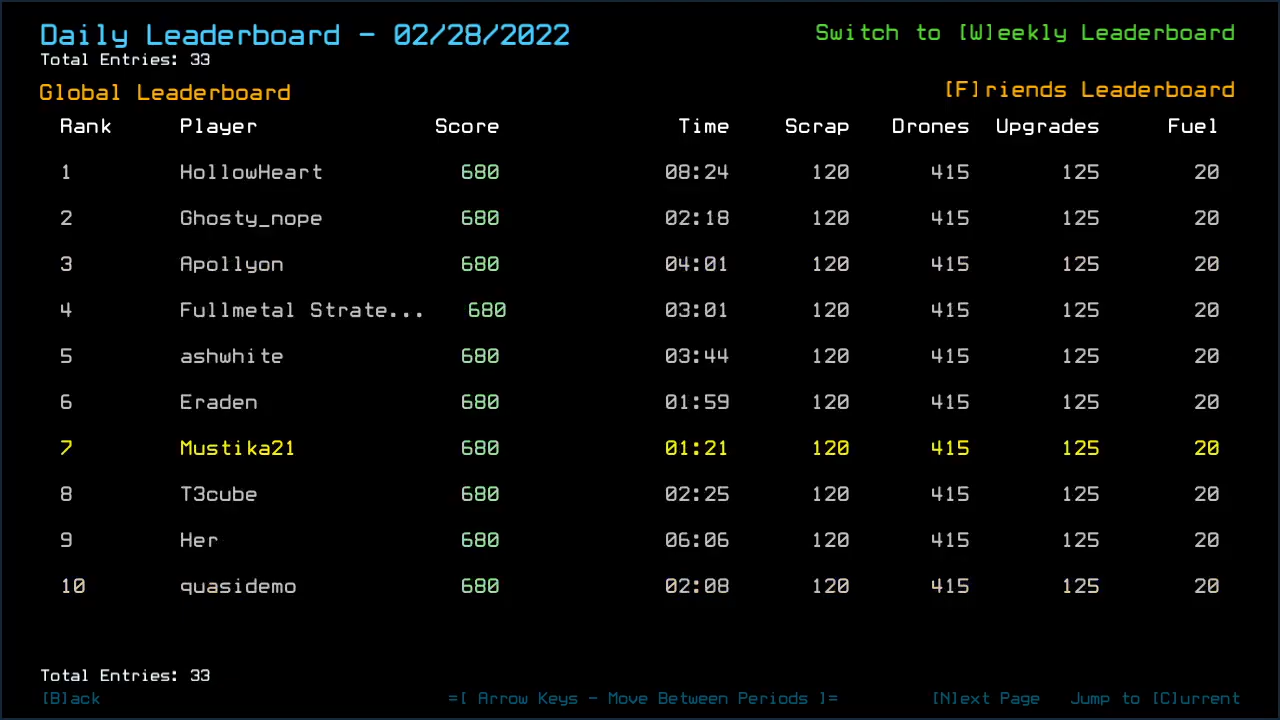 Daily Leaderboard - 02/28/2022 Switch to [W]eekly Leaderboard
Total Entries: 33
Global Leaderboard [F]riends Leaderboard
Rank Player Score Time Scrap Drones Upgrades Fuel
1 HollowHeart 680 08:24 120 415 125 20
2 Ghosty_nope 680 02:18 120 415 125 20
3 Apollyon 680 04:01 120 415 125 20
4 Fullmetal Strate... 680 03:01 120 415 125 20
5 ashwhite 680 03:44 120 415 125 20
6 Eraden 680 01:59 120 415 125 20
7 Mustika21 680 01:21 120 415 125 20
8 T3cube 680 02:25 120 415 125 20
9 Her 680 06:06 120 415 125 20
10 quasidemo 680 02:08 120 415 125 20
Total Entries: 33
[B]ack =[ Arrow Keys - Move Between Periods ]= [N]ext Page Jump to [C]urrent